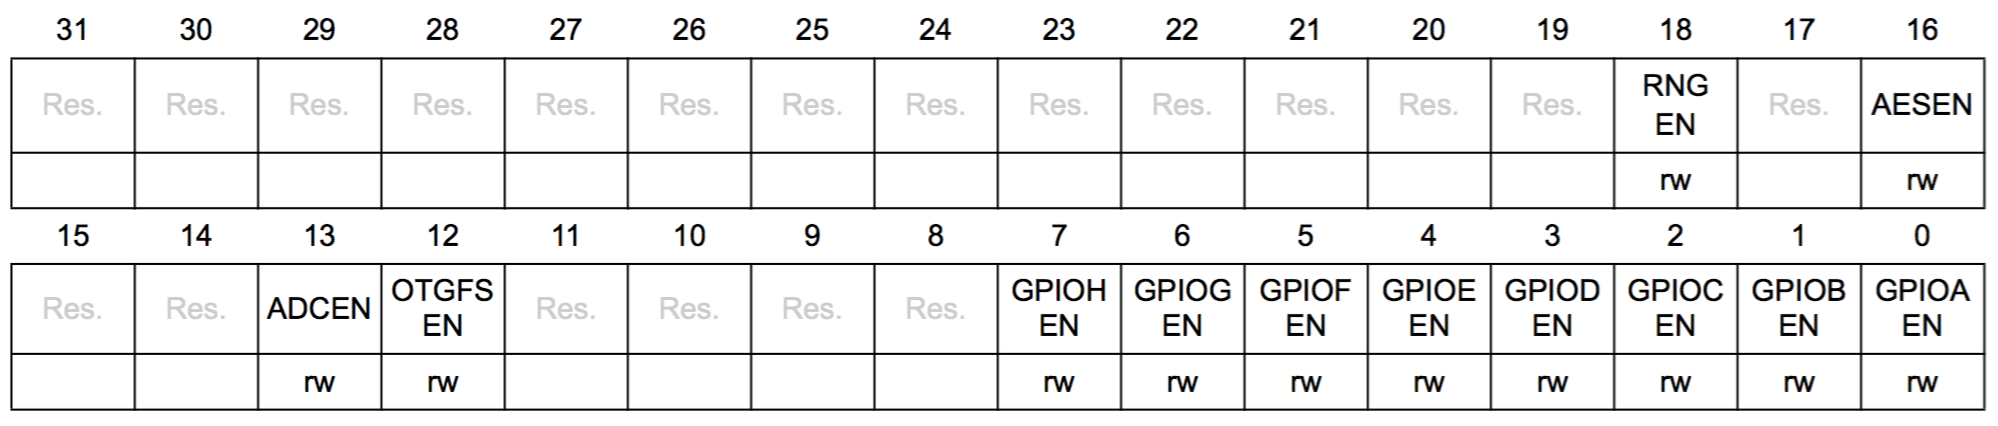 31 30 29 28 27 26 25 24 23 22 21 20 19 18 17 16
Res. Res. Res. Res. Res. Res. Res. Res. Res. Res. Res. Res. Res. RNG EN Res. AESEN
rw rw
15 14 13 12 11 10 9 8 7 6 5 4 3 2 1 0
Res. Res. ADCEN OTGFS EN Res. Res. Res. Res. GPIOH EN GPIOG EN GPIOF EN GPIOE EN GPIOD EN GPIOC EN GPIOB EN GPIOA EN
rw rw rw rw rw rw rw rw rw rw